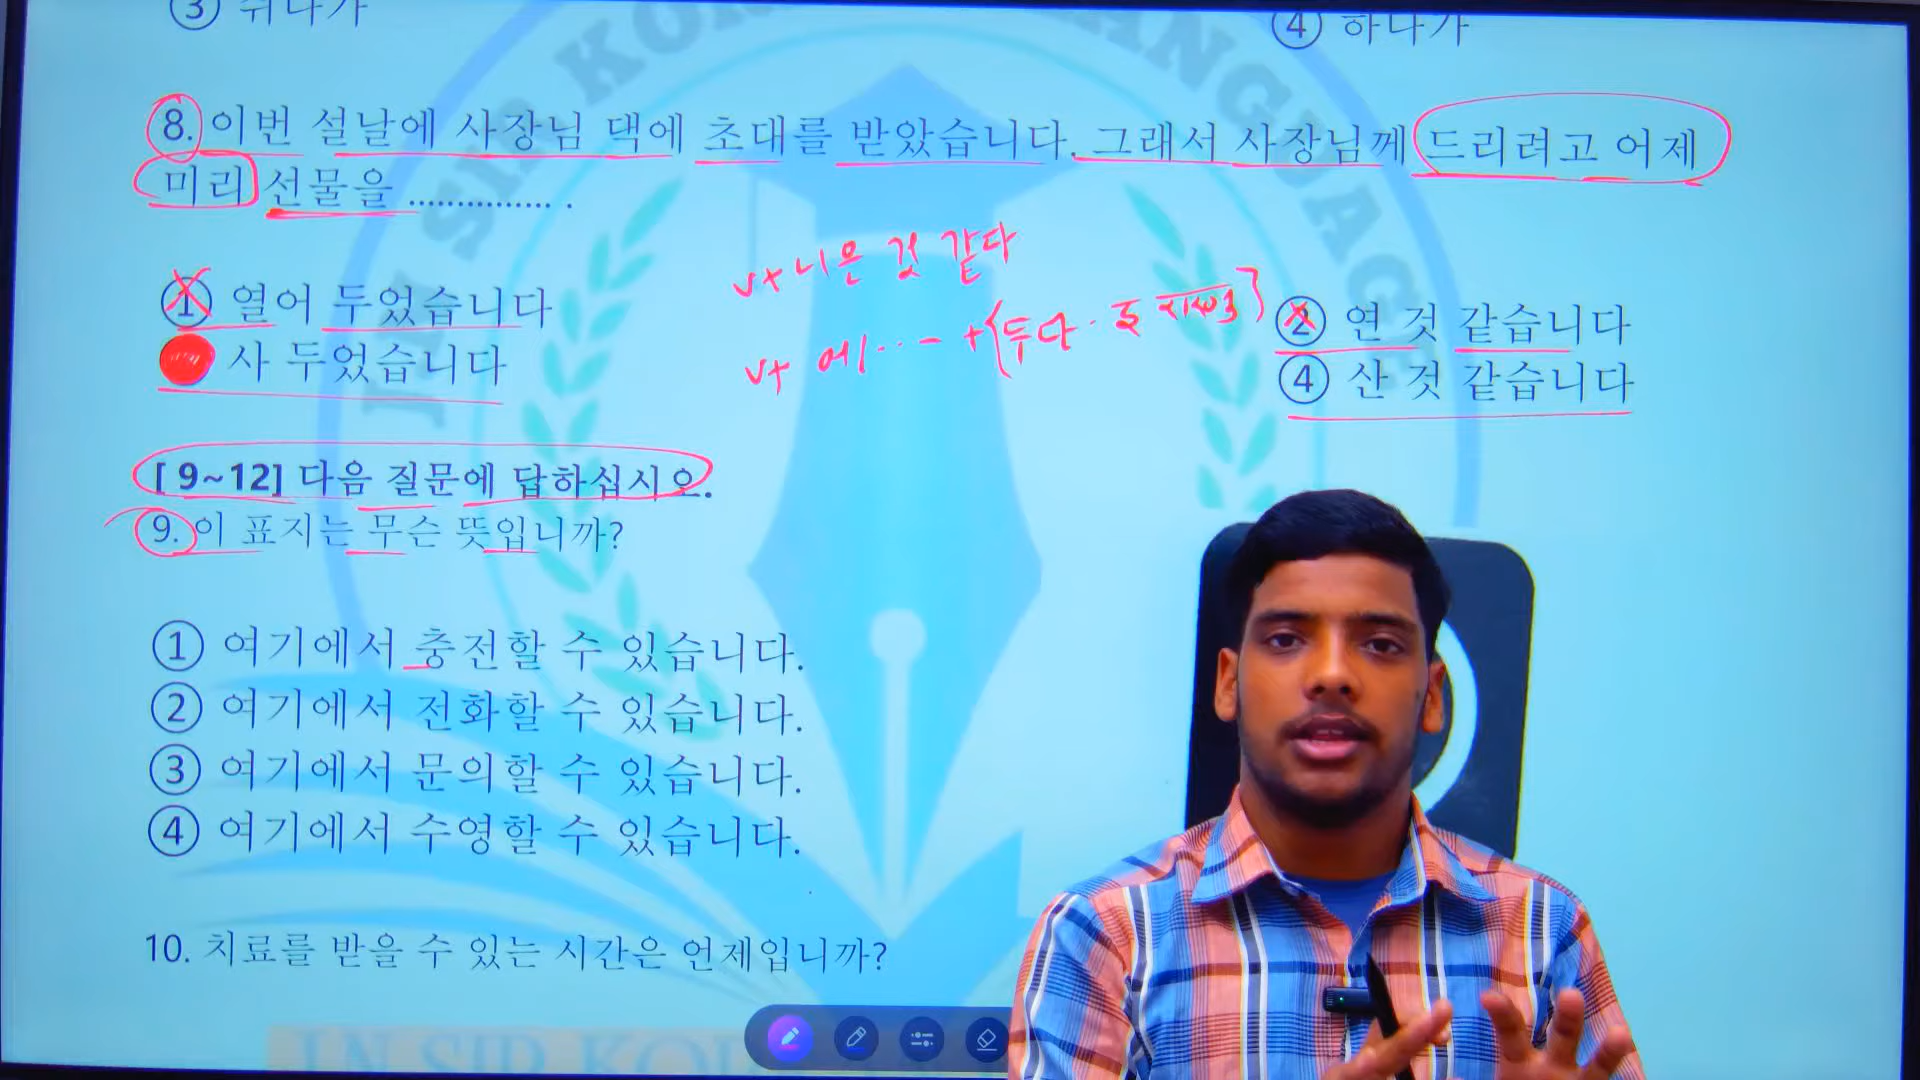 ③ 쉬다가
④ 하나가
8. 이번 설날에 사장님 댁에 초대를 받았습니다. 그래서 사장님께 드리려고 어제
미리 선물을 ............... .
V+ ㄴ/은 것 같다
① 열어 두었습니다
② 연 것 같습니다
사 두었습니다
④ 산 것 같습니다
[ 9~12] 다음 질문에 답하십시오.
9. 이 표지는 무슨 뜻입니까?
① 여기에서 충전할 수 있습니다.
② 여기에서 전화할 수 있습니다.
③ 여기에서 문의할 수 있습니다.
④ 여기에서 수영할 수 있습니다.
10. 치료를 받을 수 있는 시간은 언제입니까?